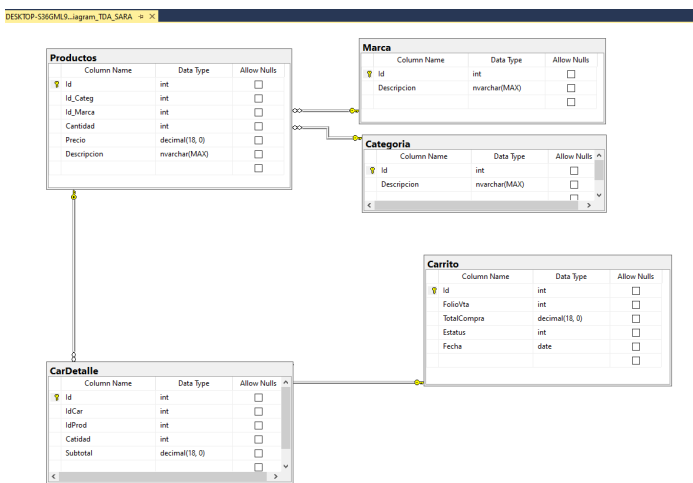 DESKTOP-S36GML9...iagram_TDA_SARA
Productos
Column Name Data Type Allow Nulls
Id int
Id_Categ int
Id_Marca int
Cantidad int
Precio decimal(18, 0)
Descripcion nvarchar(MAX)
Marca
Column Name Data Type Allow Nulls
Id int
Descripcion nvarchar(MAX)
Categoria
Column Name Data Type Allow Nulls
Id int
Descripcion nvarchar(MAX)
Carrito
Column Name Data Type Allow Nulls
Id int
FolioVta int
TotalCompra decimal(18, 0)
Estatus int
Fecha date
CarDetalle
Column Name Data Type Allow Nulls
Id int
IdCar int
IdProd int
Catidad int
Subtotal decimal(18, 0)